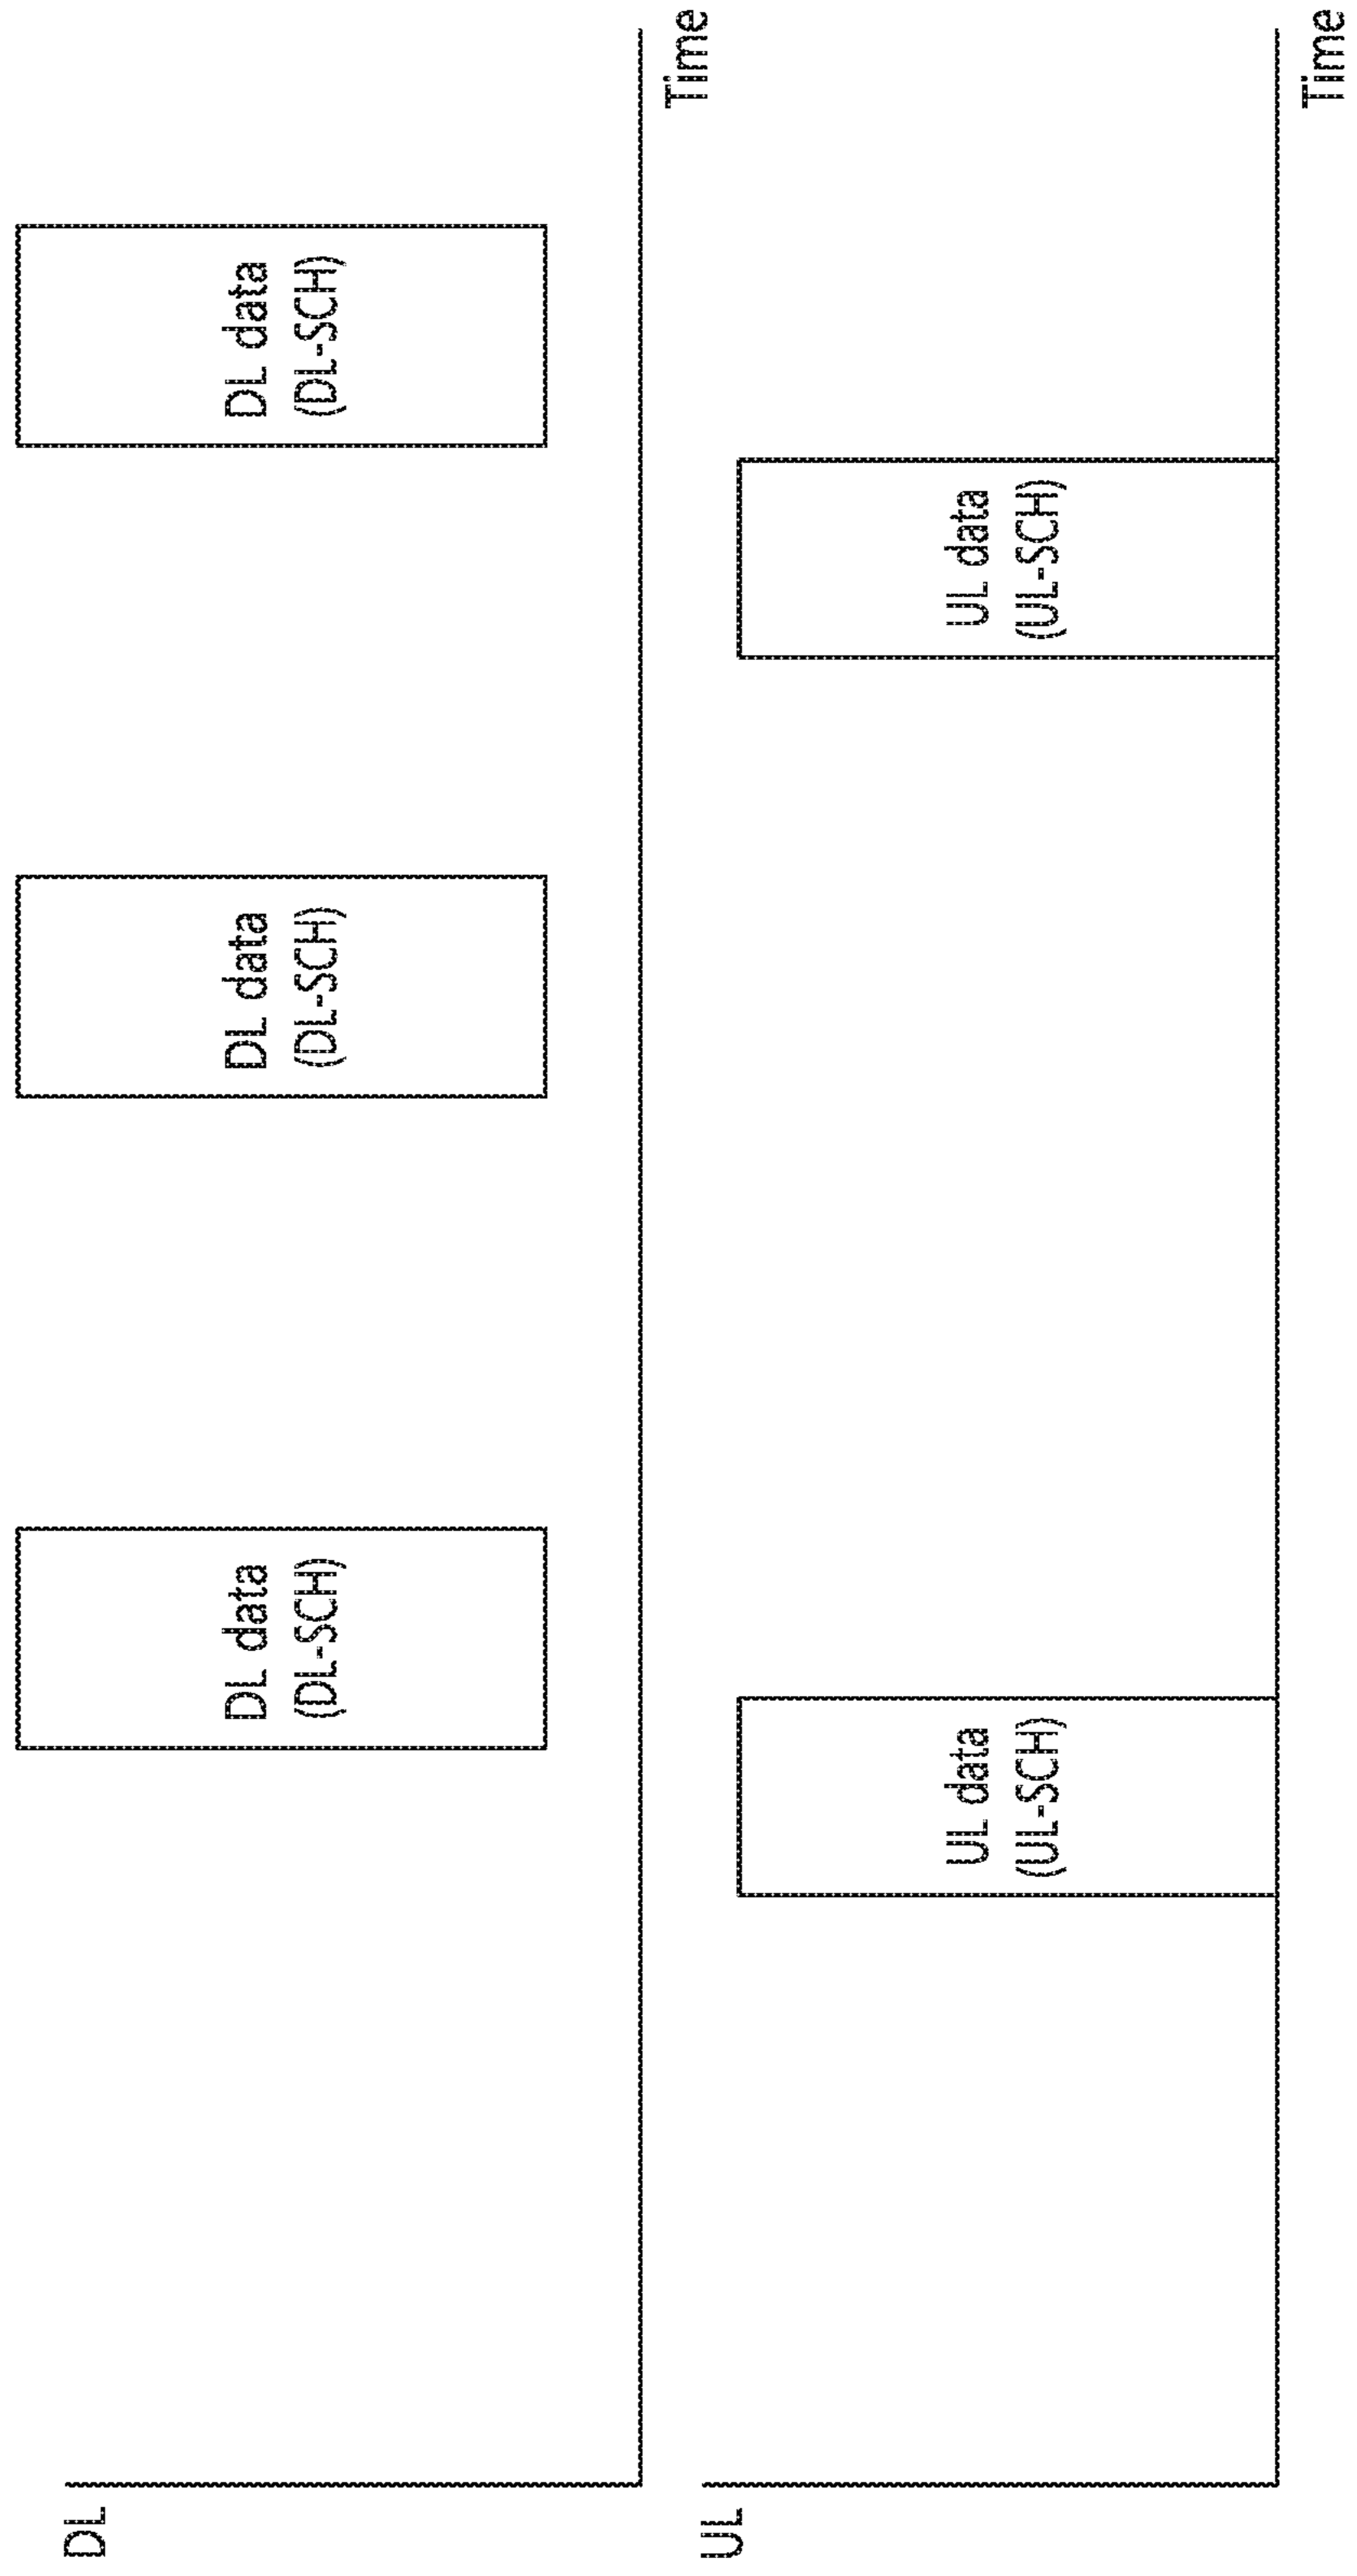 DL
DL data
(DL-SCH)
DL data
(DL-SCH)
DL data
(DL-SCH)
Time
UL
UL data
(UL-SCH)
UL data
(UL-SCH)
Time